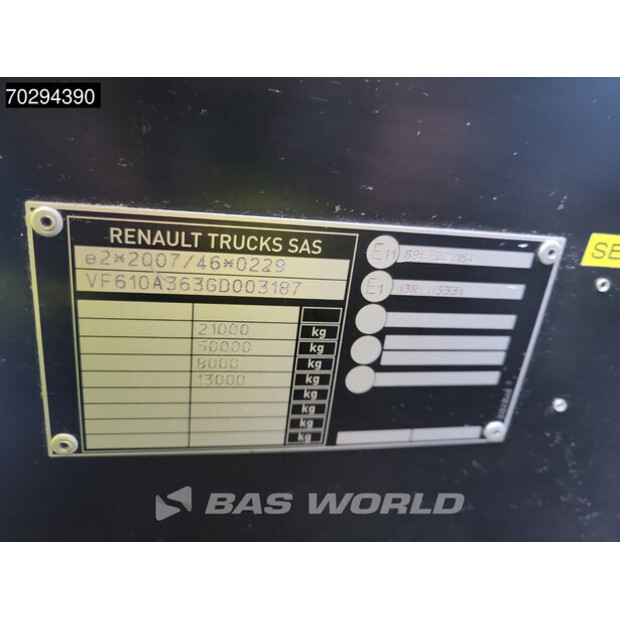 70294390
RENAULT TRUCKS SAS
e2*2007/46*0229
VF610A363GD003187
21000 kg
50000 kg
8000 kg
13000 kg
kg
kg
kg
E11
E1
SE
BAS WORLD